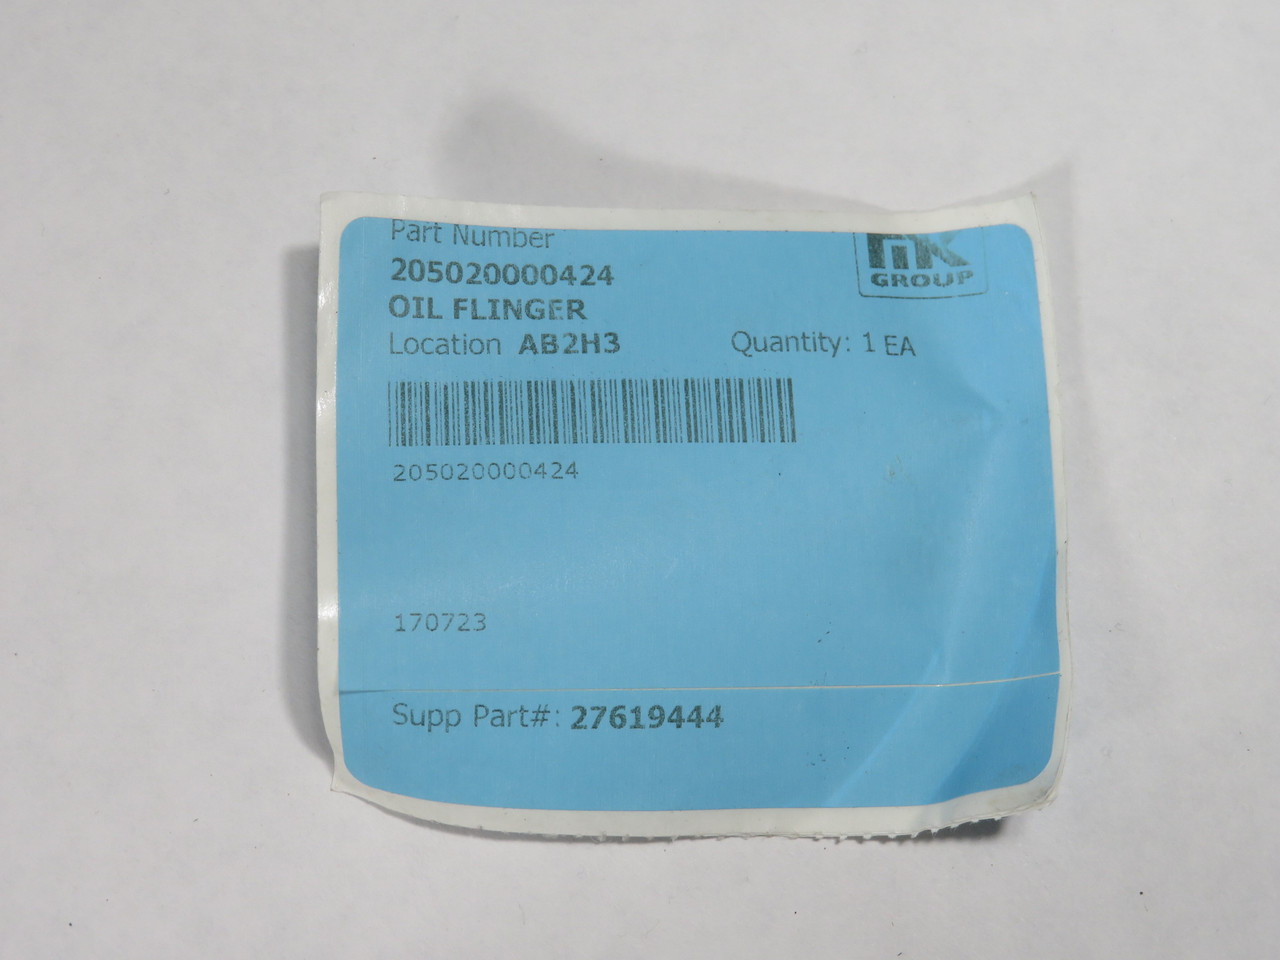 Part Number
205020000424
OIL FLINGER
Location AB2H3
Quantity: 1 EA
205020000424
170723
Supp Part#: 27619444
GROUP